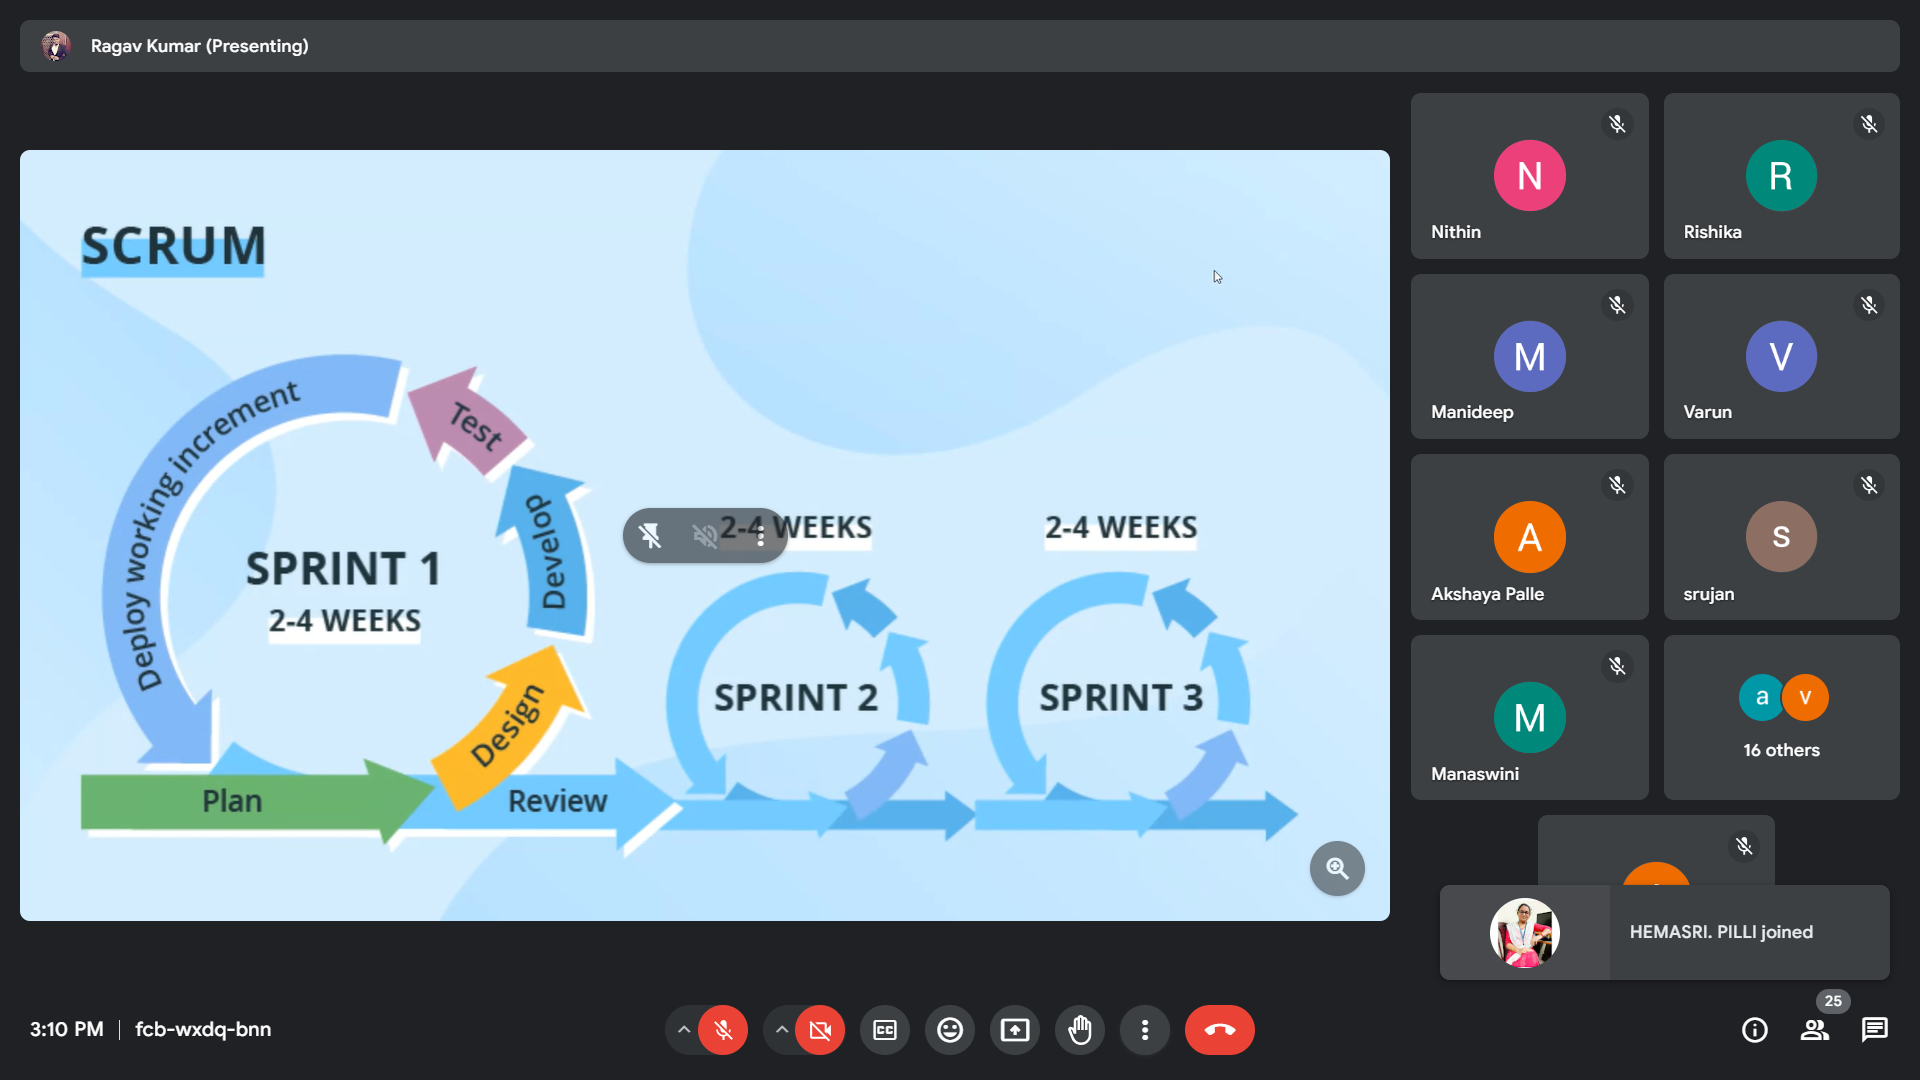 Ragav Kumar (Presenting)
SCRUM
Deploy working increment
Test
Develop
Design
SPRINT 1
2-4 WEEKS
Plan
Review
2-4 WEEKS
SPRINT 2
2-4 WEEKS
SPRINT 3
N
Nithin
R
Rishika
M
Manideep
V
Varun
A
Akshaya Palle
s
srujan
M
Manaswini
a
v
16 others
HEMASRI. PILLI joined
3:10 PM
fcb-wxdq-bnn
CC
25